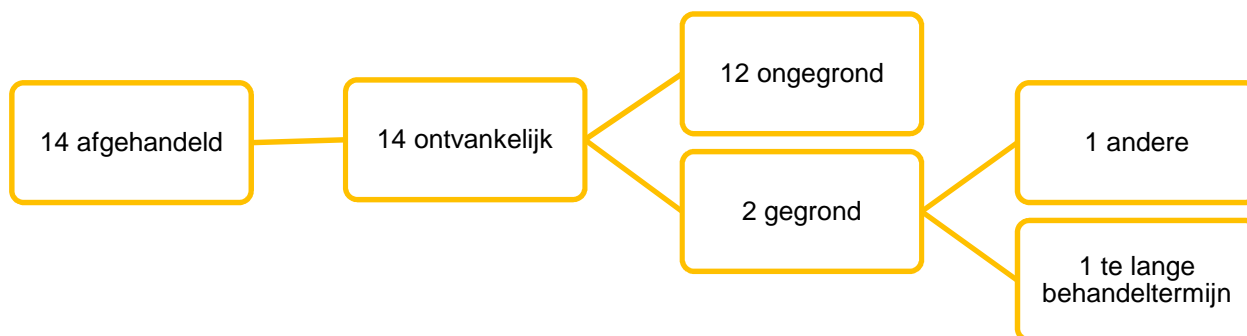 14 afgehandeld
14 ontvankelijk
12 ongegrond
2 gegrond
1 andere
1 te lange
behandeltermijn